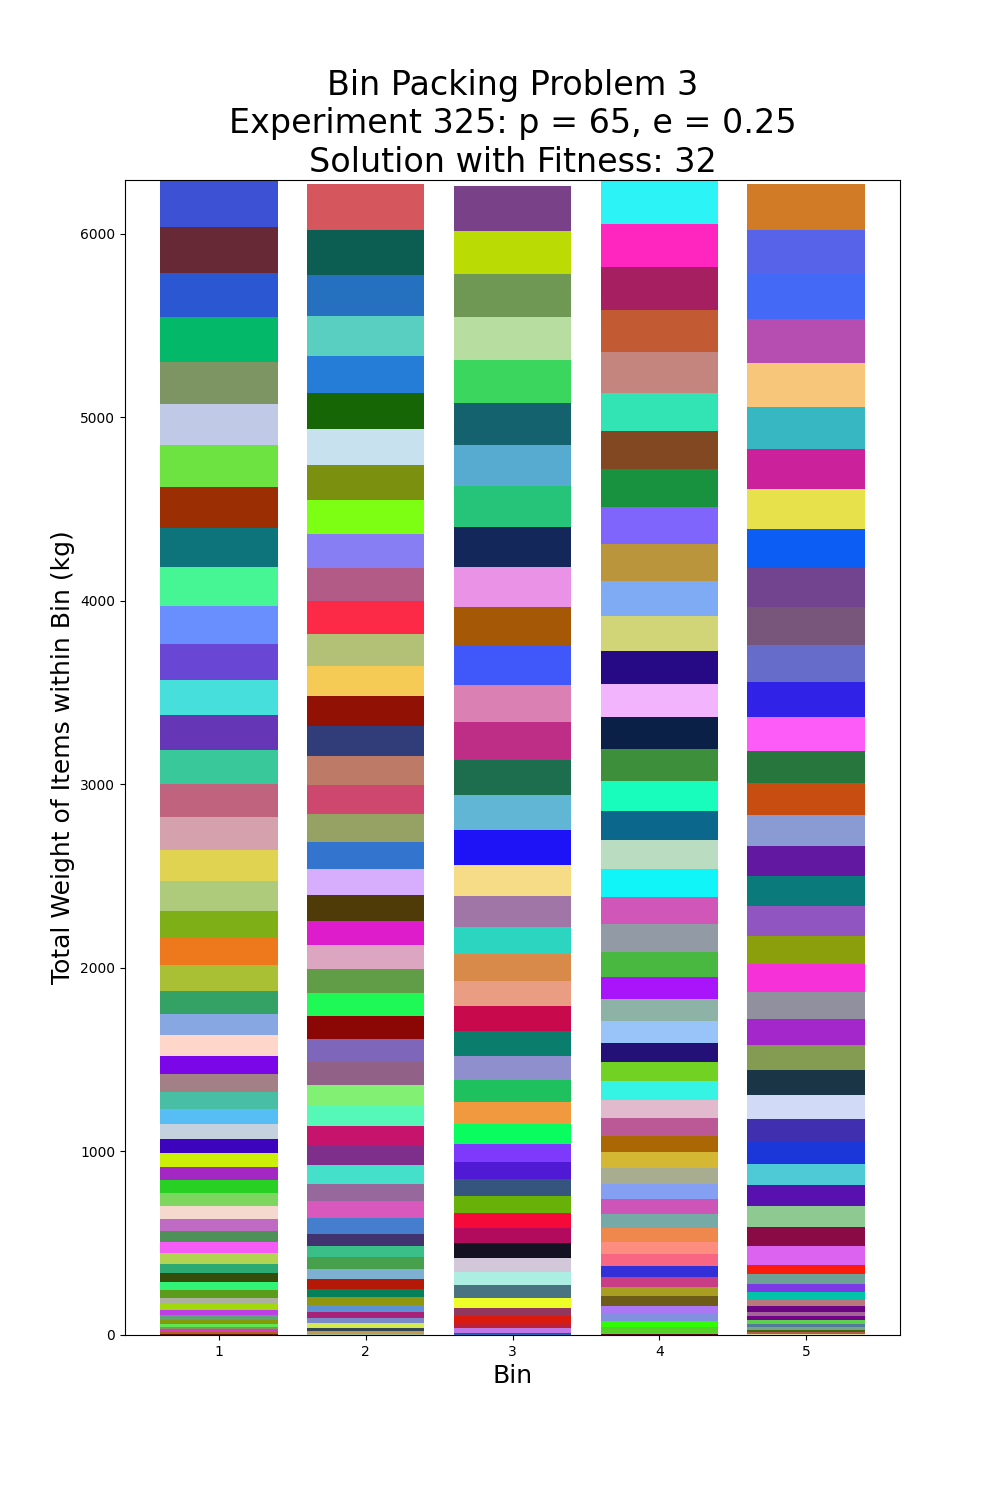 Bin Packing Problem 3
Experiment 325: p = 65, e = 0.25
Solution with Fitness: 32
Total Weight of Items within Bin (kg)
6000
5000
4000
3000
2000
1000
0
1 2 3 4 5
Bin